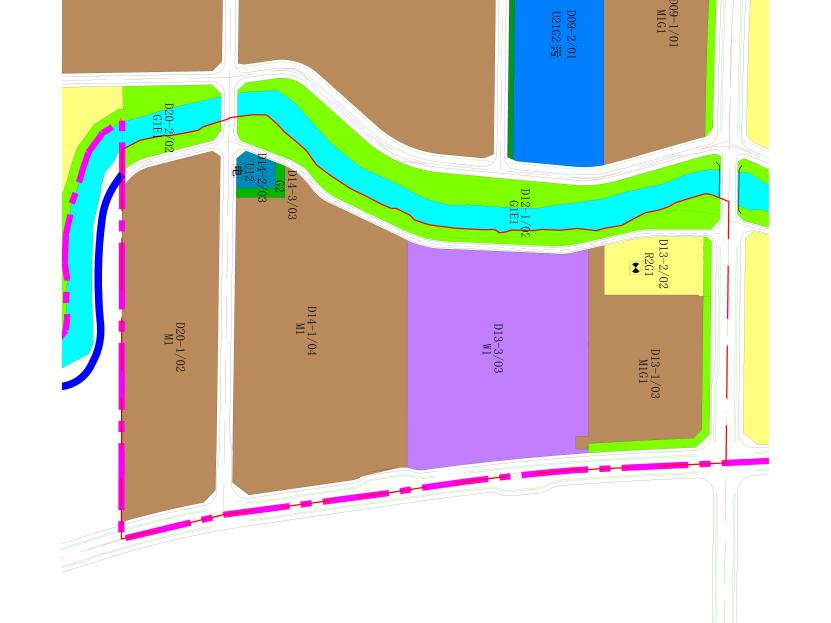 D09-1/01
M1G1
D09-2/01
U21G2 污
D20-2/02
G1E1
D14-2/03
U12
电
D14-3/03
G2
D12-1/02
G1E1
D13-2/02
R2G1
D20-1/02
M1
D14-1/04
M1
D13-3/03
W1
D13-1/03
M1G1